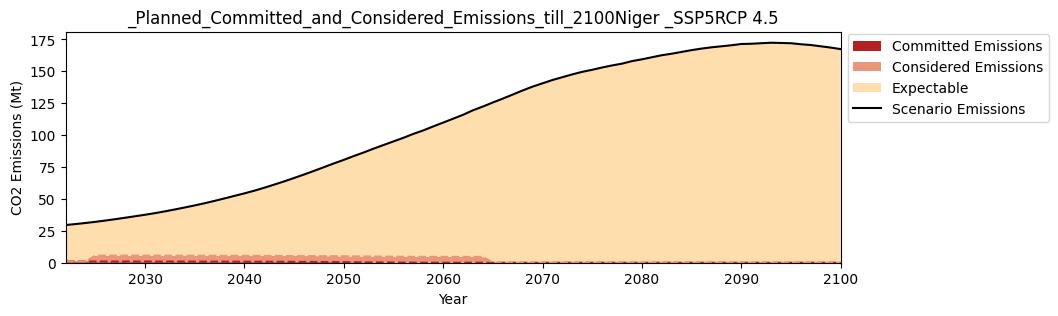 _Planned_Committed_and_Considered_Emissions_till_2100Niger _SSP5RCP 4.5
175
150
125
100
75
50
25
0
CO2 Emissions (Mt)
2030 2040 2050 2060 2070 2080 2090 2100
Year
Committed Emissions
Considered Emissions
Expectable
Scenario Emissions